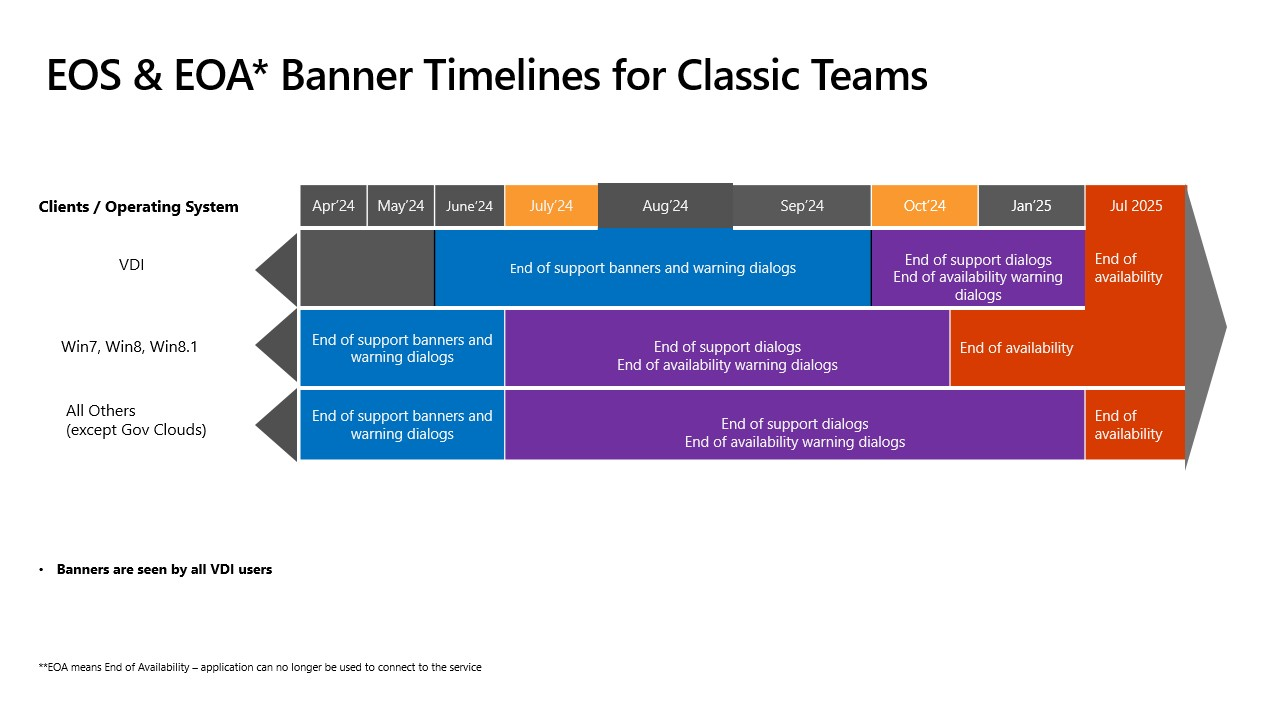 EOS & EOA* Banner Timelines for Classic Teams
Clients / Operating System
Apr’24
May’24
June’24
July’24
Aug’24
Sep’24
Oct’24
Jan’25
Jul 2025
VDI
End of support banners and warning dialogs
End of support dialogs
End of availability warning
dialogs
End of
availability
Win7, Win8, Win8.1
End of support banners and
warning dialogs
End of support dialogs
End of availability warning dialogs
End of availability
All Others
(except Gov Clouds)
End of support banners and
warning dialogs
End of support dialogs
End of availability warning dialogs
End of
availability
• Banners are seen by all VDI users
**EOA means End of Availability – application can no longer be used to connect to the service